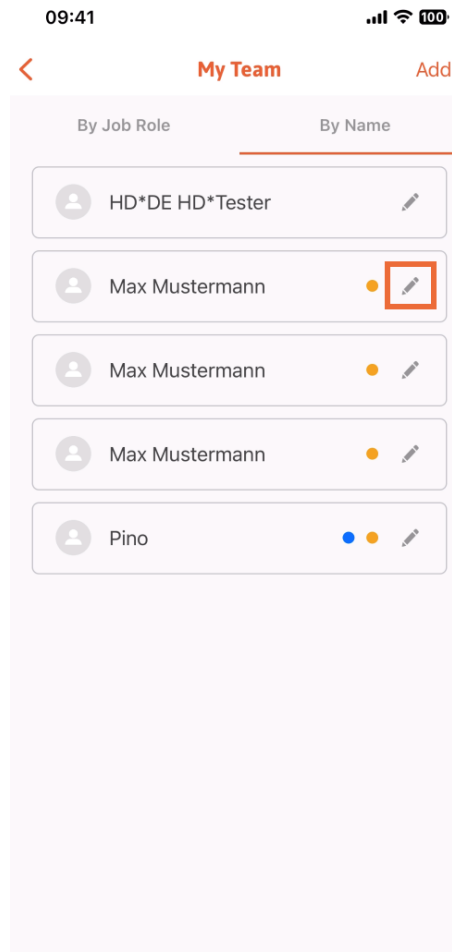 09:41
100
My Team
Add
By Job Role
By Name
HD*DE HD*Tester
Max Mustermann
Max Mustermann
Max Mustermann
Pino